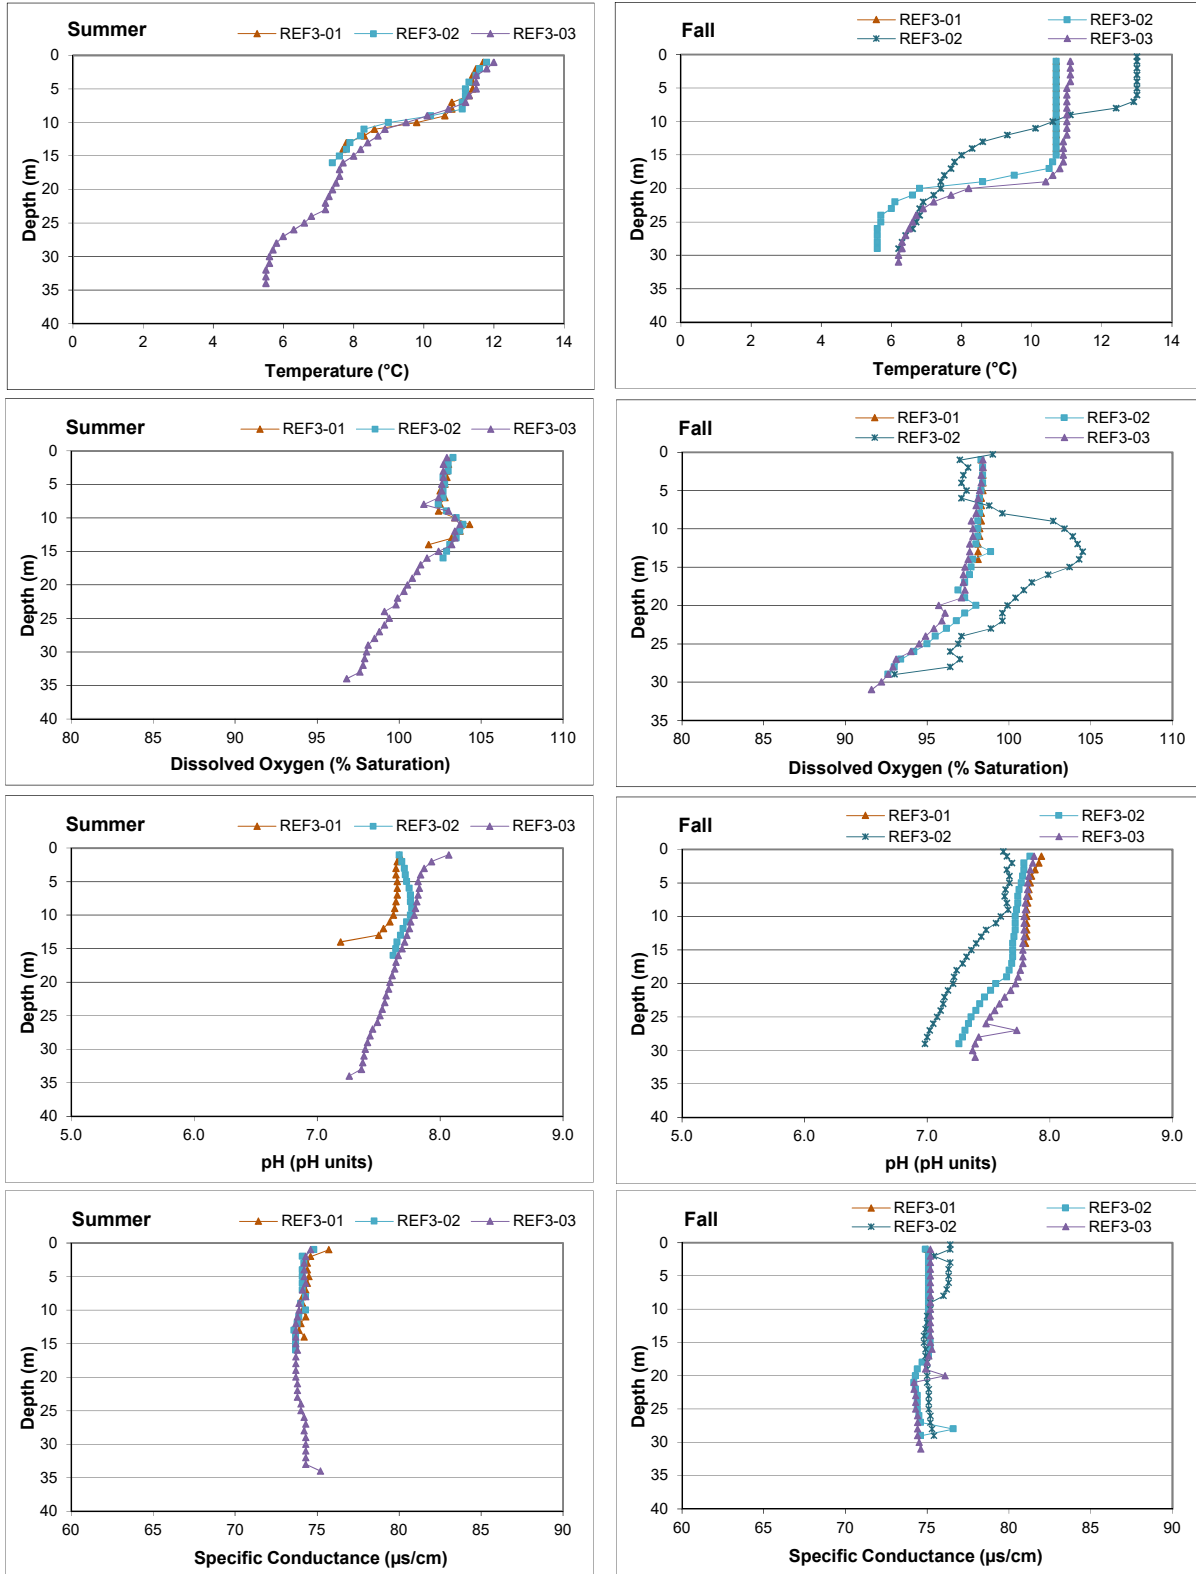 Summer
REF3-01 REF3-02 REF3-03
0
5
10
15
20
25
30
35
40
Depth (m)
0 2 4 6 8 10 12 14
Temperature (°C)
Fall
REF3-01 REF3-02
REF3-02 REF3-03
0
5
10
15
20
25
30
35
40
Depth (m)
0 2 4 6 8 10 12 14
Temperature (°C)
Summer
REF3-01 REF3-02 REF3-03
0
5
10
15
20
25
30
35
40
Depth (m)
80 85 90 95 100 105 110
Dissolved Oxygen (% Saturation)
Fall
REF3-01 REF3-02
REF3-02 REF3-03
0
5
10
15
20
25
30
35
Depth (m)
80 85 90 95 100 105 110
Dissolved Oxygen (% Saturation)
Summer
REF3-01 REF3-02 REF3-03
0
5
10
15
20
25
30
35
40
Depth (m)
5.0 6.0 7.0 8.0 9.0
pH (pH units)
Fall
REF3-01 REF3-02
REF3-02 REF3-03
0
5
10
15
20
25
30
35
40
Depth (m)
5.0 6.0 7.0 8.0 9.0
pH (pH units)
Summer
REF3-01 REF3-02 REF3-03
0
5
10
15
20
25
30
35
40
Depth (m)
60 65 70 75 80 85 90
Specific Conductance (µs/cm)
Fall
REF3-01 REF3-02
REF3-02 REF3-03
0
5
10
15
20
25
30
35
40
Depth (m)
60 65 70 75 80 85 90
Specific Conductance (µs/cm)